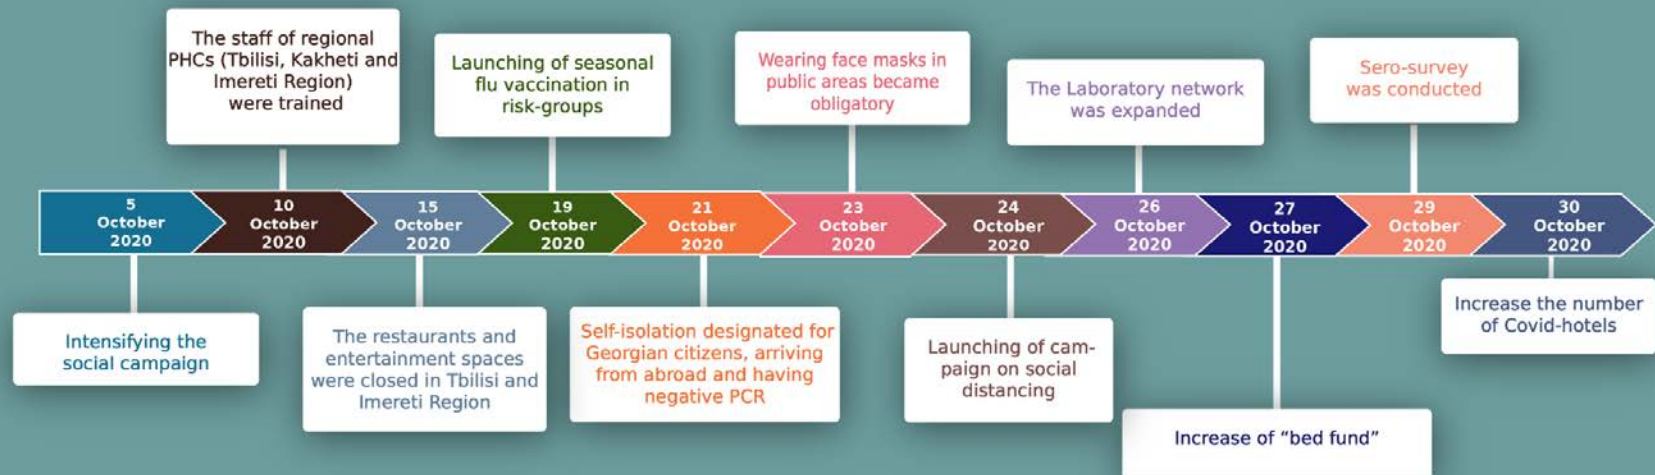 The staff of regional
PHCs (Tbilisi, Kakheti and
Imereti Region)
were trained
Launching of seasonal
flu vaccination in
risk-groups
Wearing face masks in
public areas became
obligatory
The Laboratory network
was expanded
Sero-survey
was conducted
5
October
2020
10
October
2020
15
October
2020
19
October
2020
21
October
2020
23
October
2020
24
October
2020
26
October
2020
27
October
2020
29
October
2020
30
October
2020
Intensifying the
social campaign
The restaurants and
entertainment spaces
were closed in Tbilisi and
Imereti Region
Self-isolation designated for
Georgian citizens, arriving
from abroad and having
negative PCR
Launching of cam-
paign on social
distancing
Increase of “bed fund”
Increase the number
of Covid-hotels